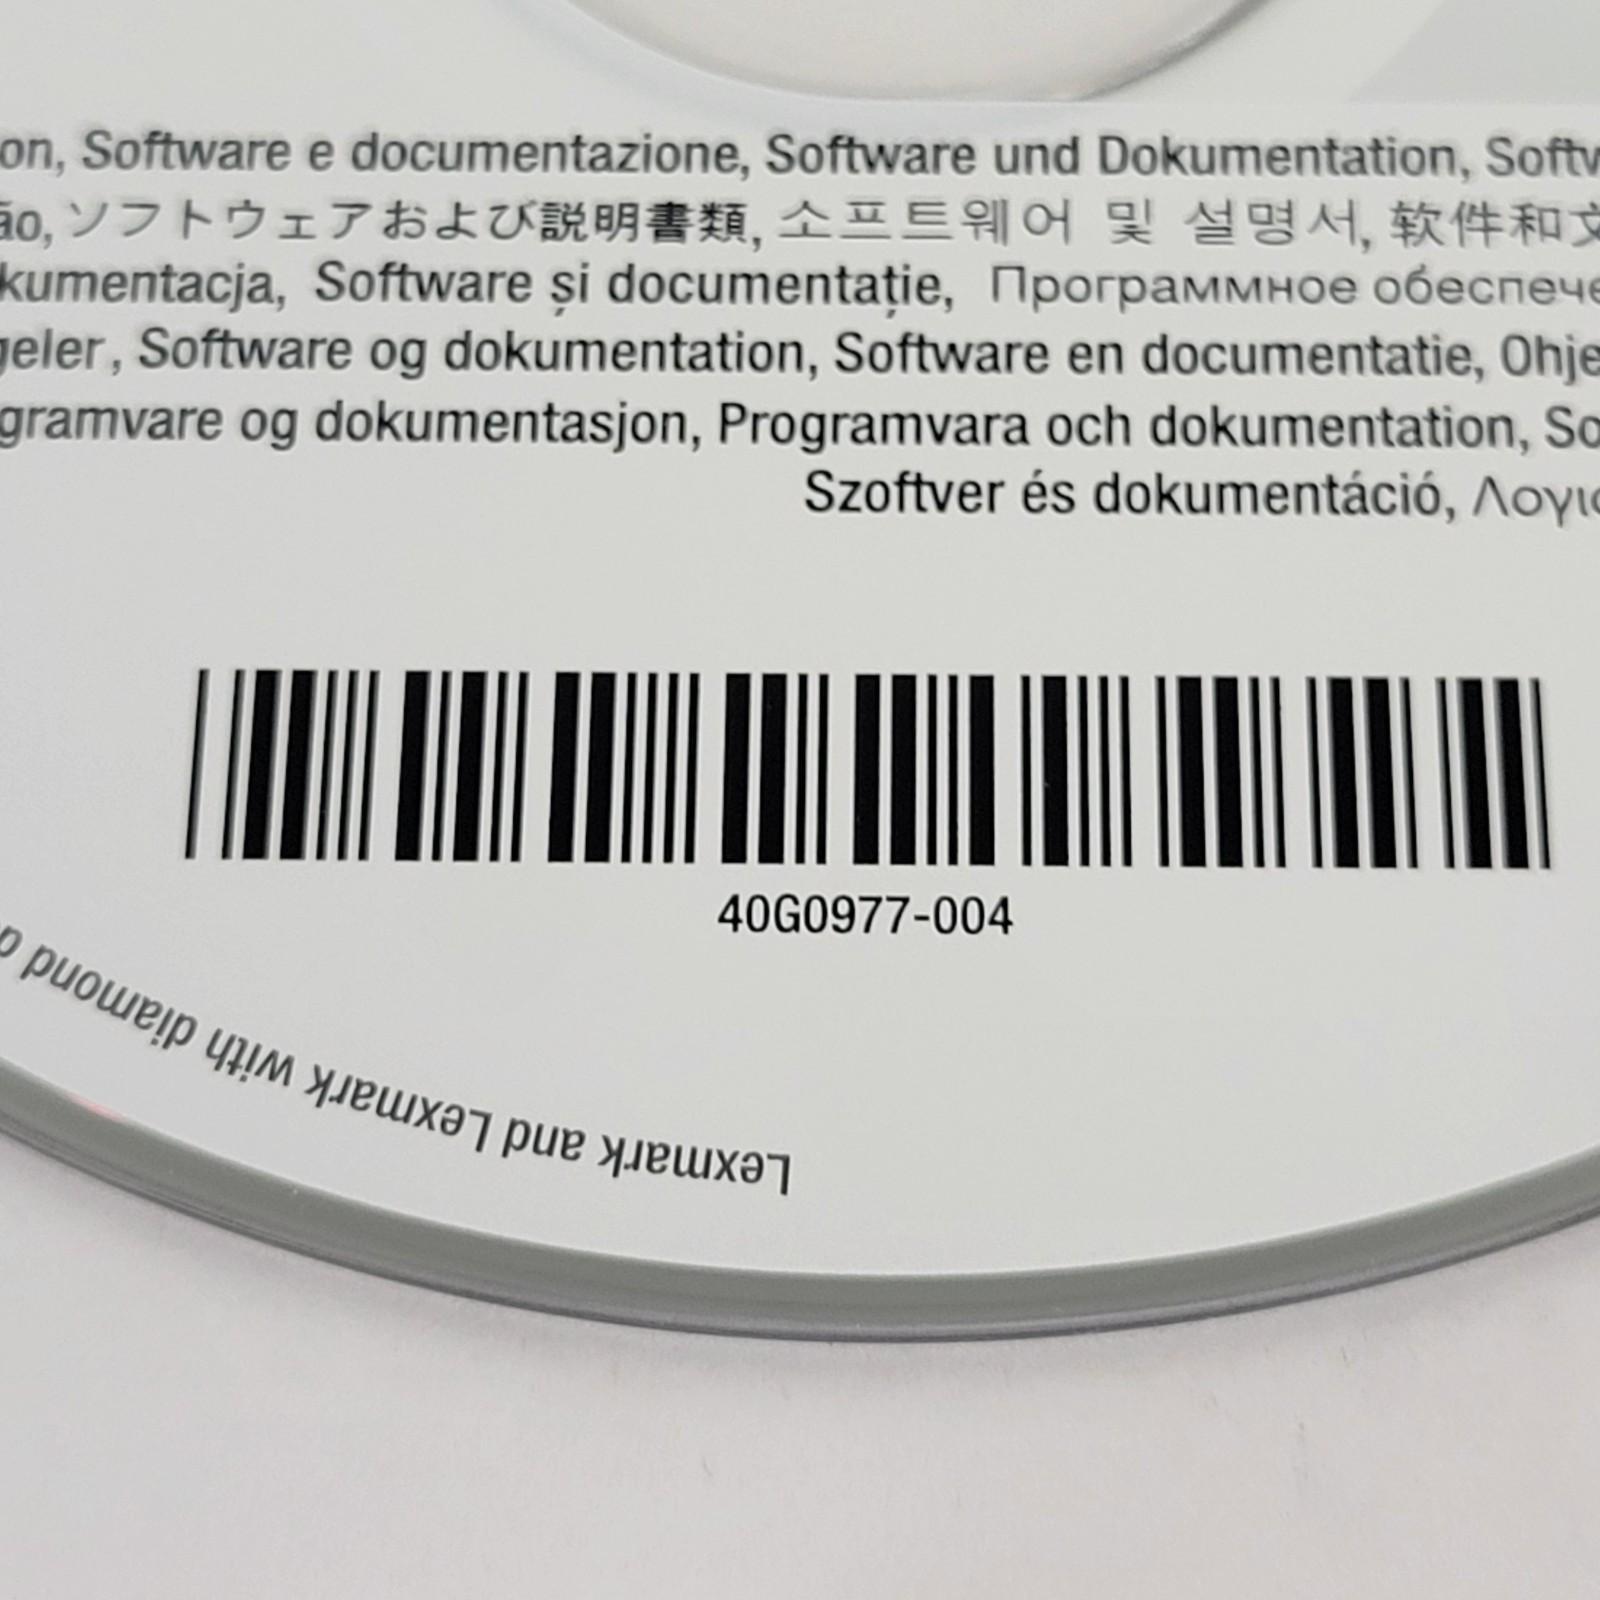 on, Software e documentazione, Software und Dokumentation, Softw
ão, ソフトウェアおよび説明書類, 소프트웨어 및 설명서, 软件和文
kumentacja, Software și documentație, Программное обеспече
geler, Software og dokumentation, Software en documentatie, Ohje
gramvare og dokumentasjon, Programvara och dokumentation, So
Szoftver és dokumentáció, Λογισ
40G0977-004
Lexmark and Lexmark with diamond d